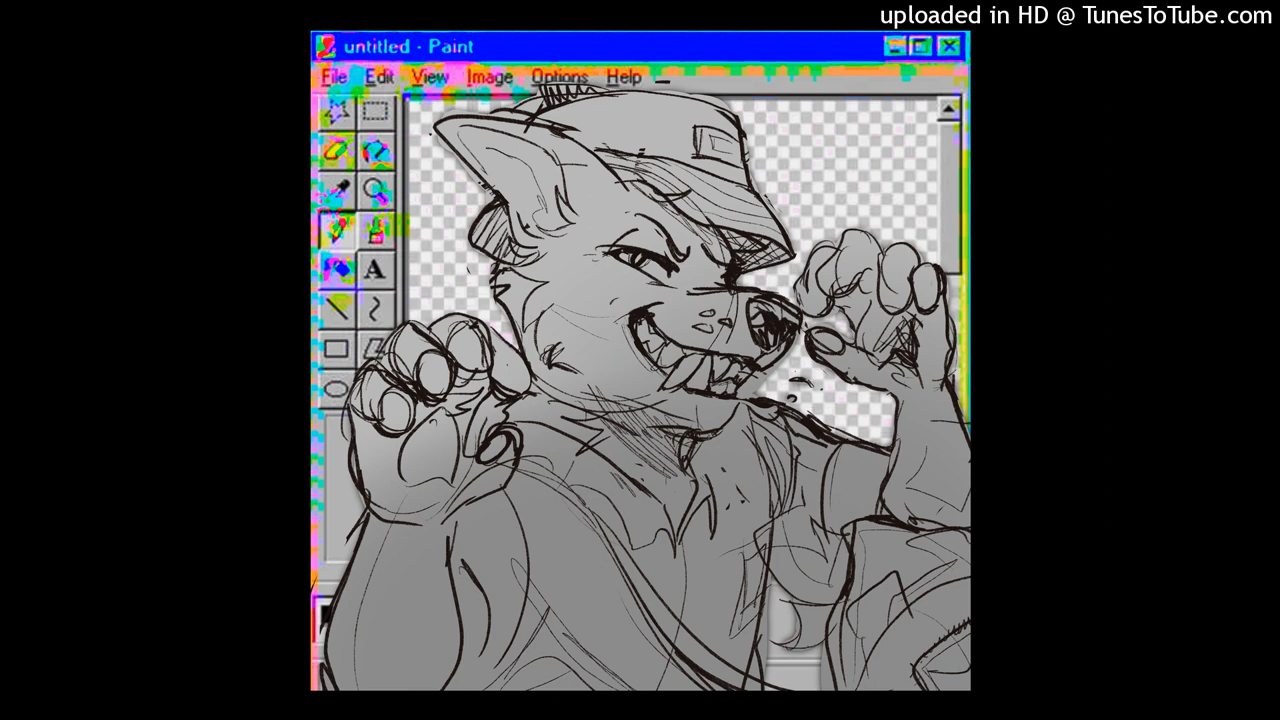 uploaded in HD @ TunesToTube.com
untitled - Paint
File Edit View Image Options Help
A